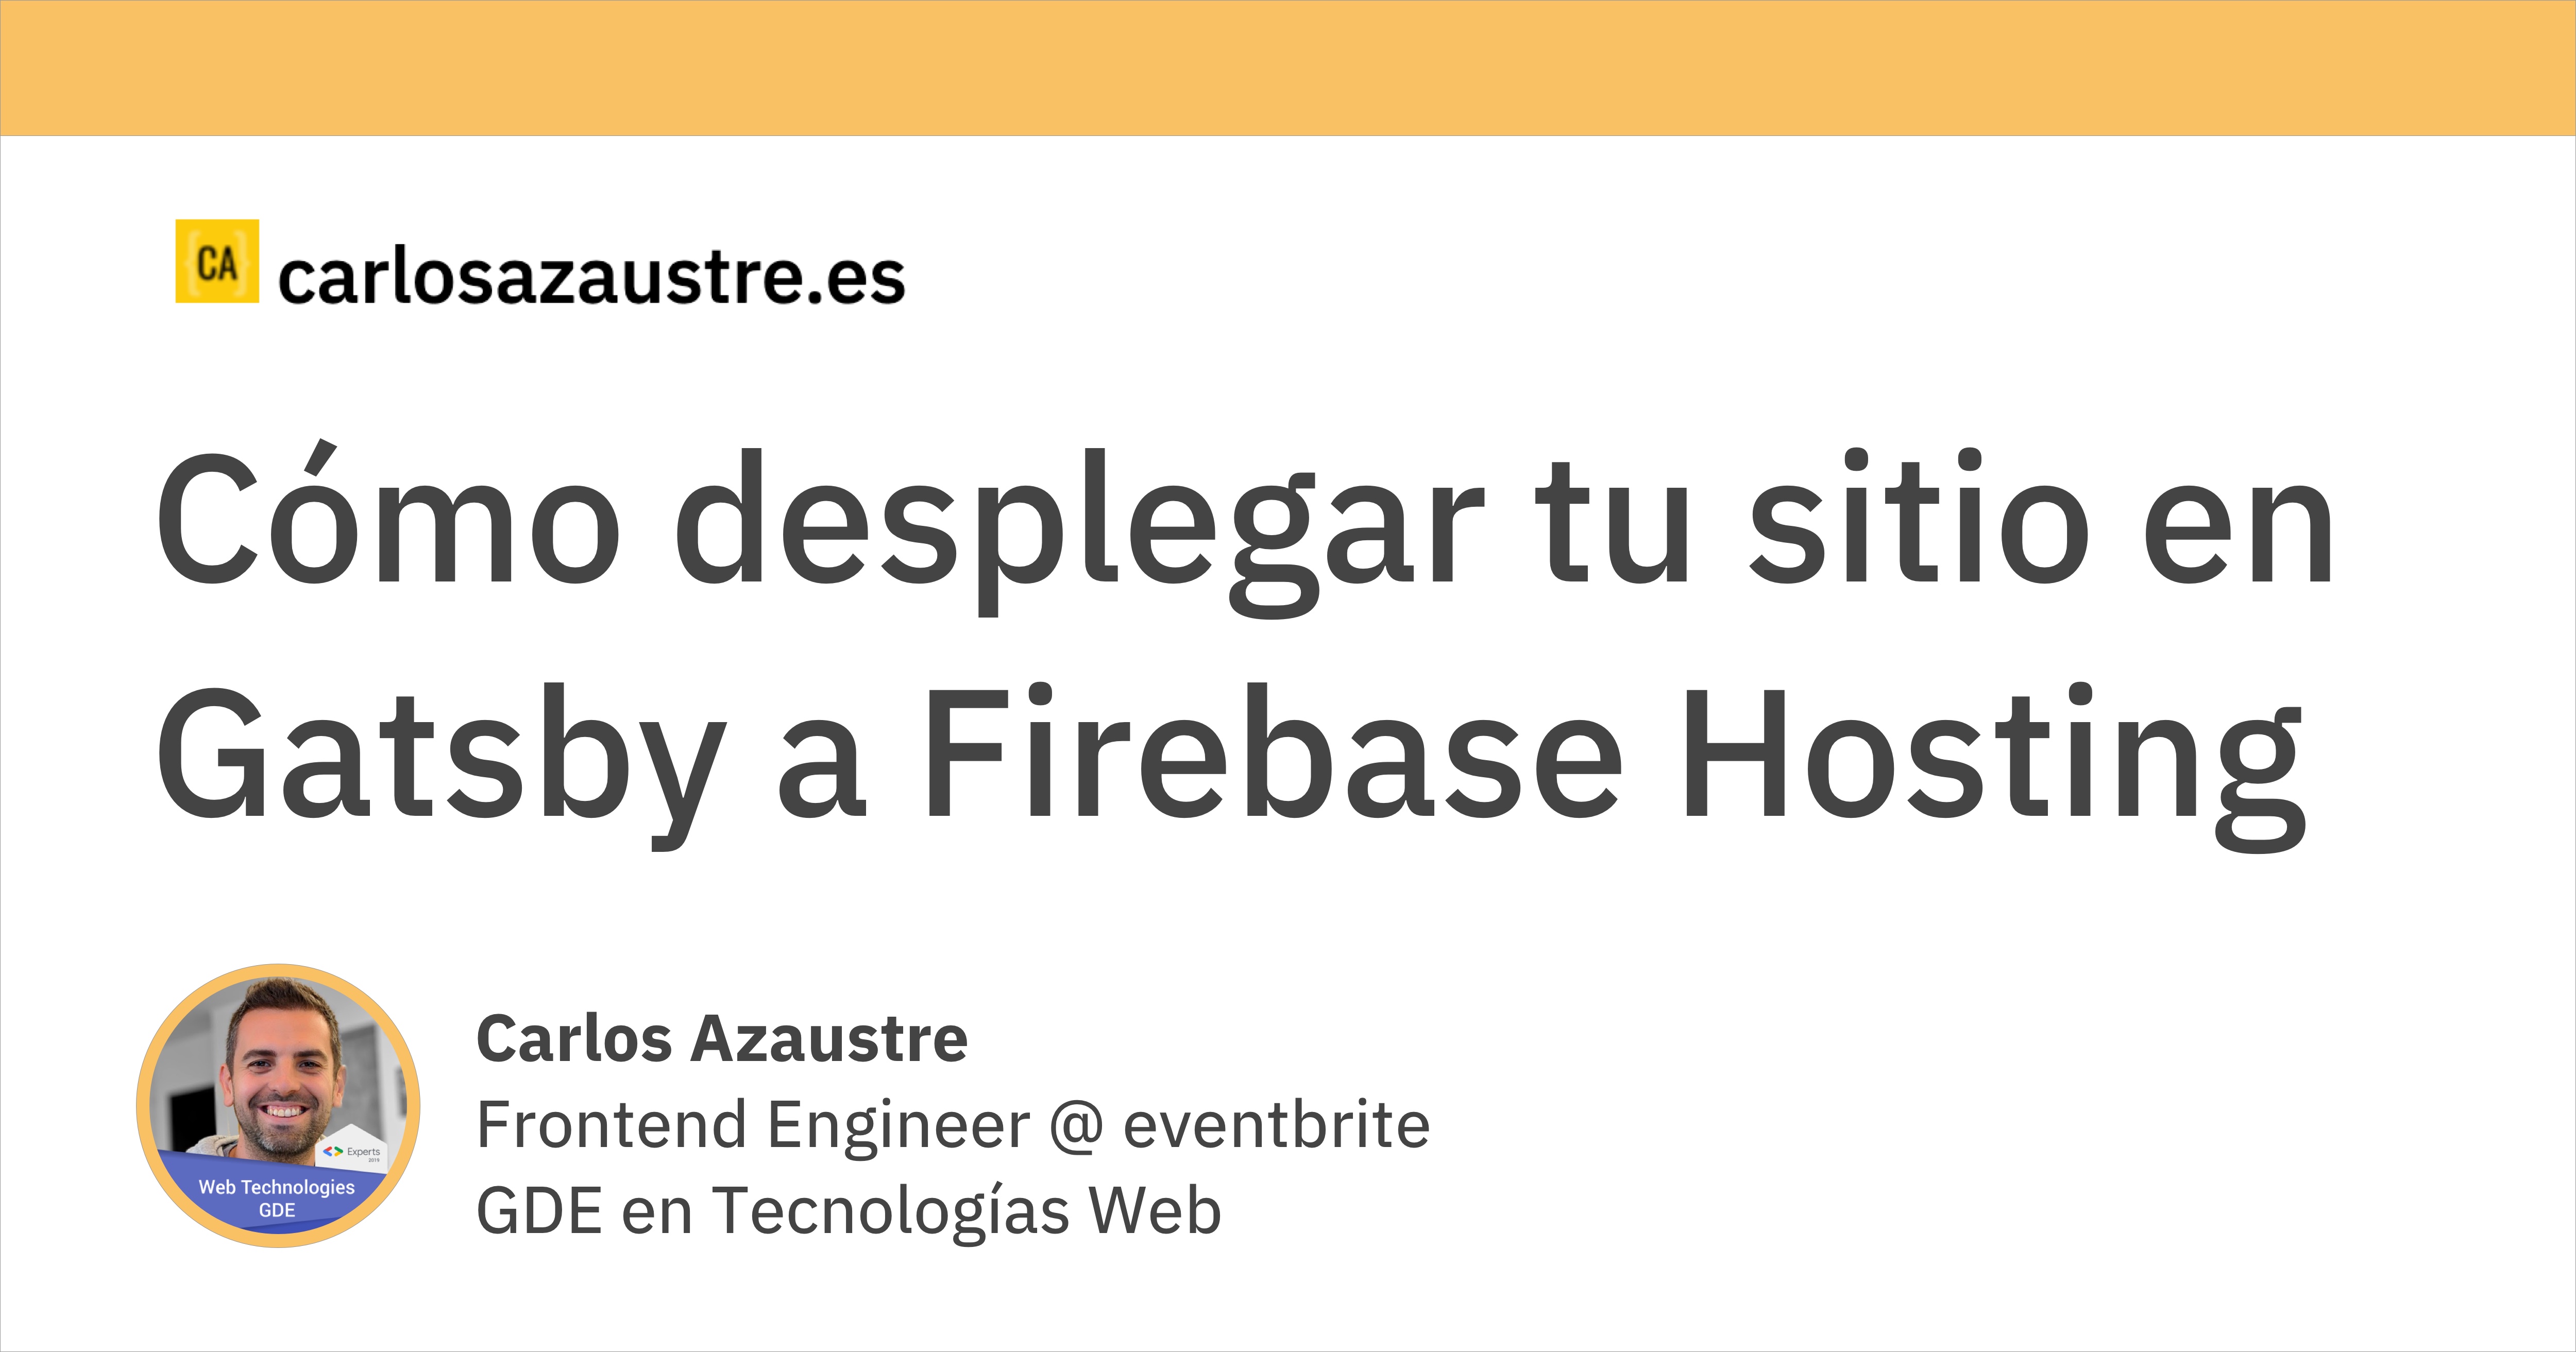 {CA} carlosazaustre.es
Cómo desplegar tu sitio en
Gatsby a Firebase Hosting
Carlos Azaustre
Frontend Engineer @ eventbrite
GDE en Tecnologías Web
Experts
2019
Web Technologies
GDE